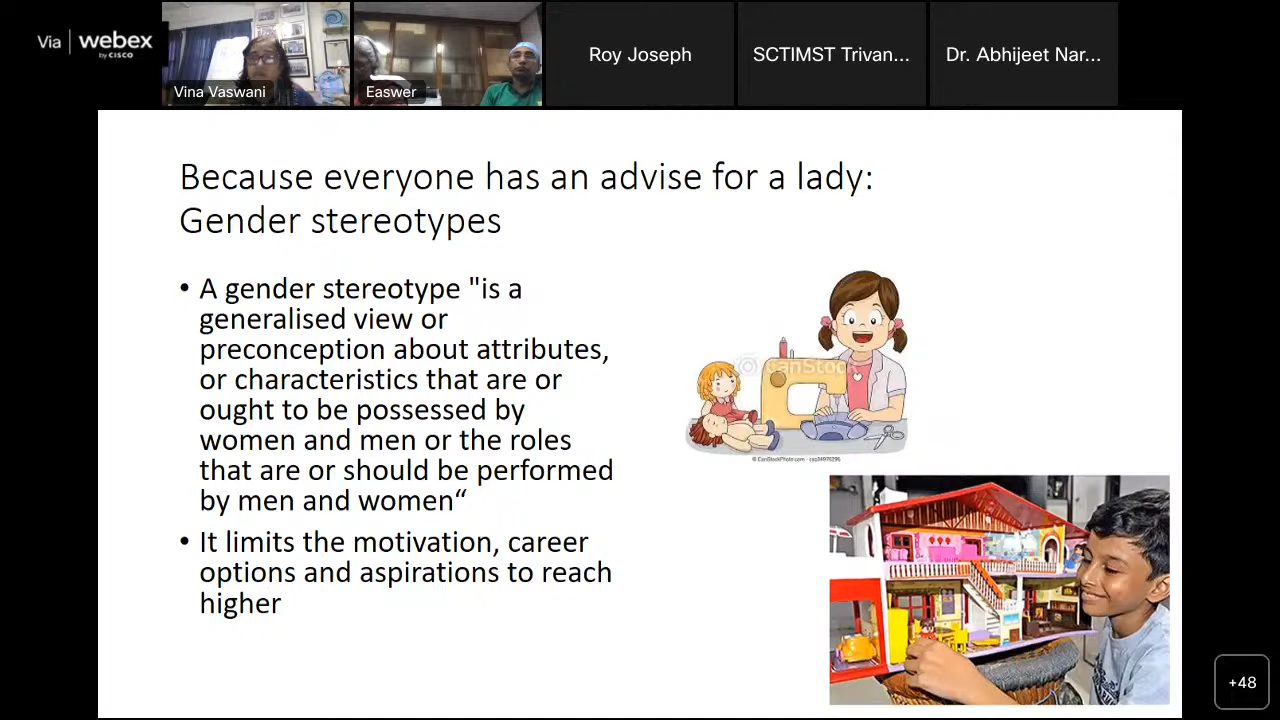 Via | webex
by CISCO
Vina Vaswani
Easwer
Roy Joseph
SCTIMST Trivan...
Dr. Abhijeet Nar...
Because everyone has an advise for a lady:
Gender stereotypes
• A gender stereotype "is a
generalised view or
preconception about attributes,
or characteristics that are or
ought to be possessed by
women and men or the roles
that are or should be performed
by men and women“
• It limits the motivation, career
options and aspirations to reach
higher
CanStock
© CanStockPhoto.com
+48